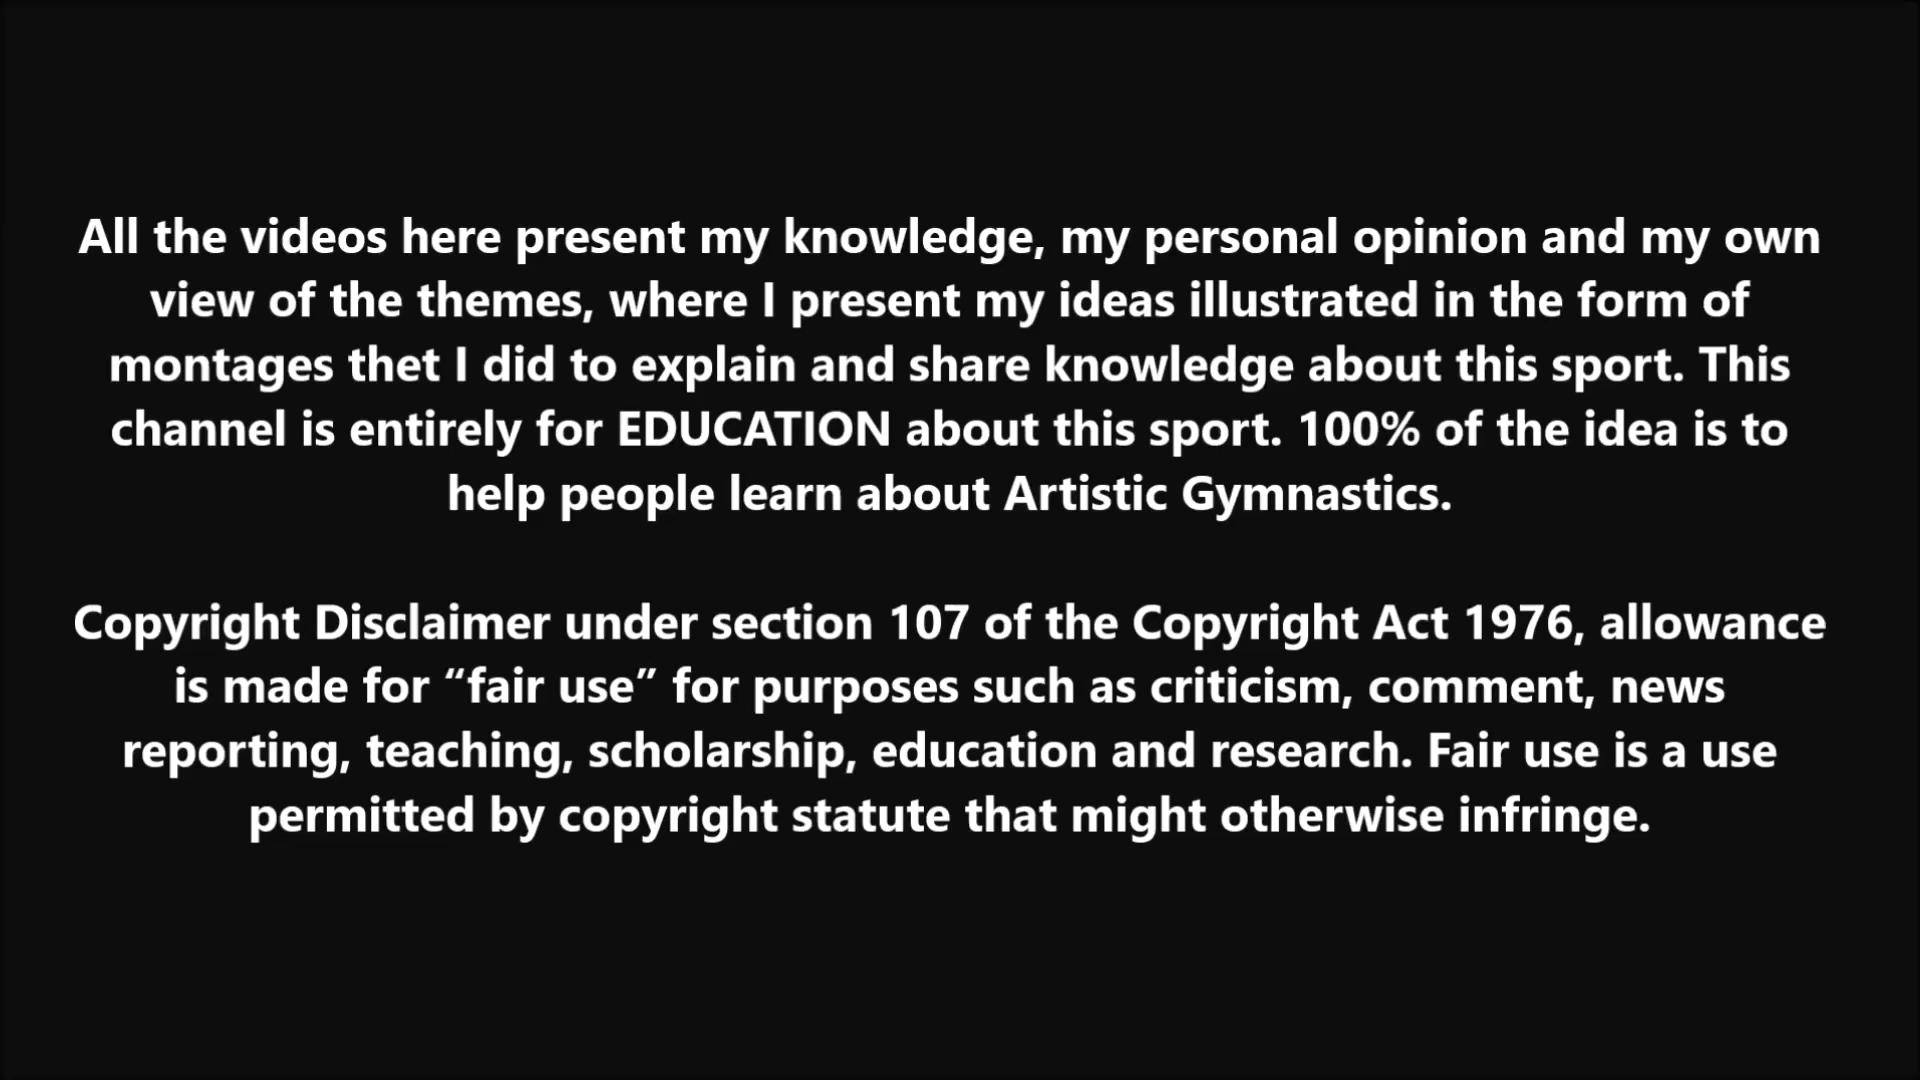 All the videos here present my knowledge, my personal opinion and my own
view of the themes, where I present my ideas illustrated in the form of
montages thet I did to explain and share knowledge about this sport. This
channel is entirely for EDUCATION about this sport. 100% of the idea is to
help people learn about Artistic Gymnastics.
Copyright Disclaimer under section 107 of the Copyright Act 1976, allowance
is made for “fair use” for purposes such as criticism, comment, news
reporting, teaching, scholarship, education and research. Fair use is a use
permitted by copyright statute that might otherwise infringe.